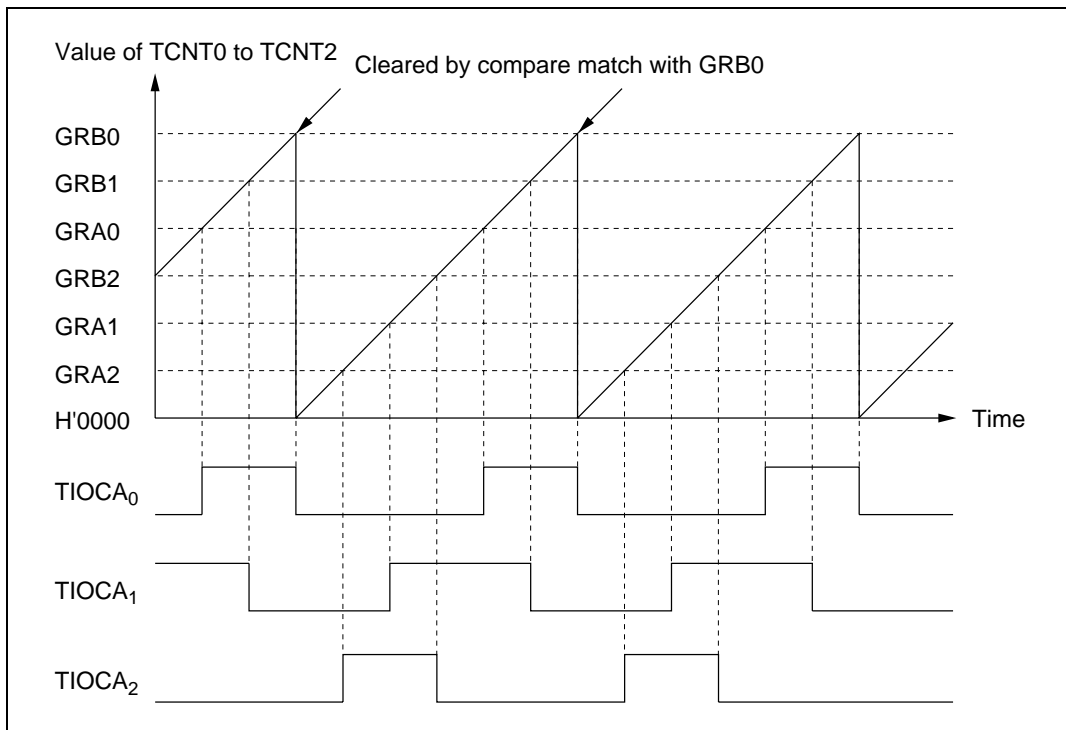 Value of TCNT0 to TCNT2
Cleared by compare match with GRB0
GRB0
GRB1
GRA0
GRB2
GRA1
GRA2
H'0000
Time
TIOCA0
TIOCA1
TIOCA2